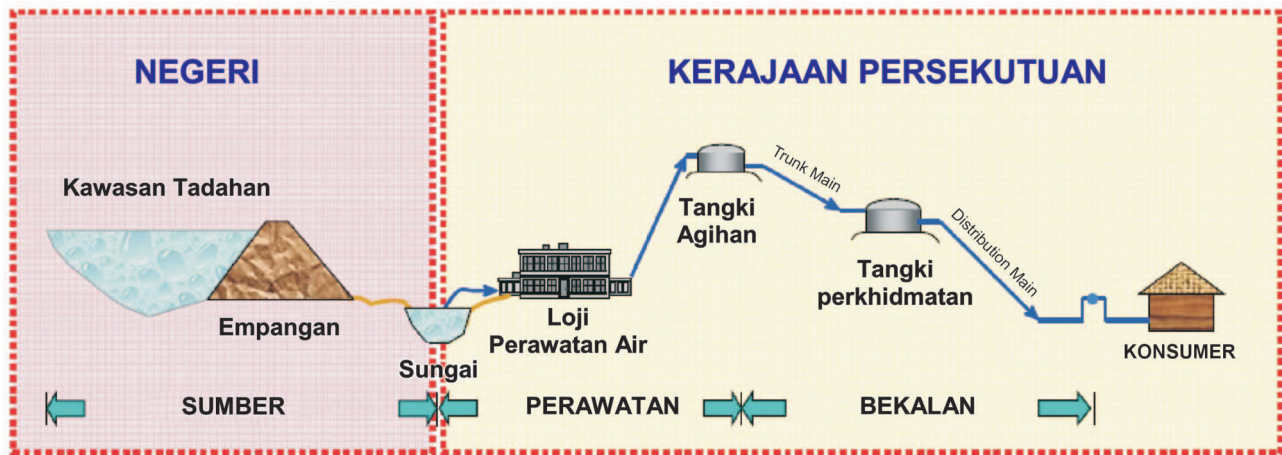 NEGERI
KERAJAAN PERSEKUTUAN
Kawasan Tadahan
Empangan
Sungai
Loji
Perawatan Air
Tangki
Agihan
Trunk Main
Tangki
perkhidmatan
Distribution Main
KONSUMER
SUMBER
PERAWATAN
BEKALAN